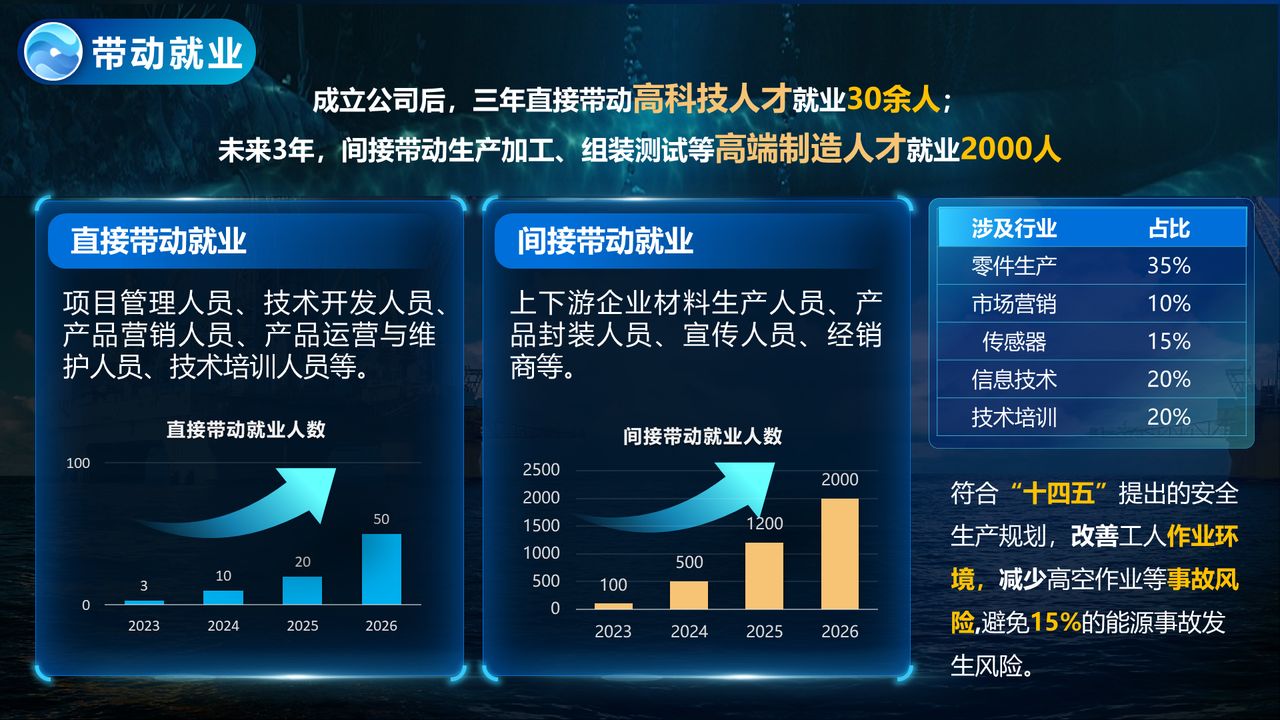 带动就业
成立公司后，三年直接带动高科技人才就业30余人；
未来3年，间接带动生产加工、组装测试等高端制造人才就业2000人
直接带动就业
项目管理人员、技术开发人员、
产品营销人员、产品运营与维
护人员、技术培训人员等。
直接带动就业人数
100
50
20
10
3
0
2023 2024 2025 2026
间接带动就业
上下游企业材料生产人员、产
品封装人员、宣传人员、经销
商等。
间接带动就业人数
2500
2000
1500
1000
500
0
100 500 1200 2000
2023 2024 2025 2026
涉及行业 占比
零件生产 35%
市场营销 10%
传感器 15%
信息技术 20%
技术培训 20%
符合“十四五”提出的安全
生产规划，改善工人作业环
境，减少高空作业等事故风
险,避免15%的能源事故发
生风险。